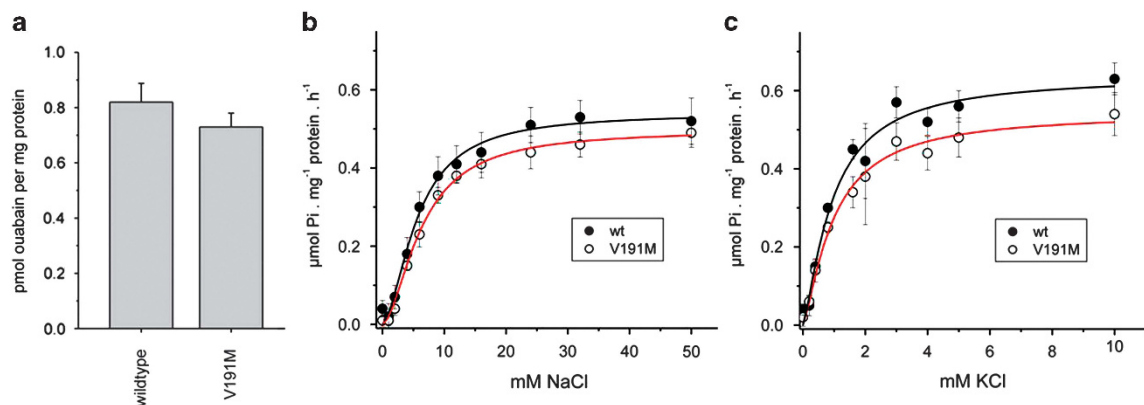 a
pmol ouabain per mg protein
1.0
0.8
0.6
0.4
0.2
0.0
wildtype
V191M
b
µmol Pi . mg⁻¹ protein . h⁻¹
0.6
0.4
0.2
0.0
0
10
20
30
40
50
mM NaCl
wt
V191M
c
µmol Pi . mg⁻¹ protein . h⁻¹
0.6
0.4
0.2
0.0
0
2
4
6
8
10
mM KCl
wt
V191M